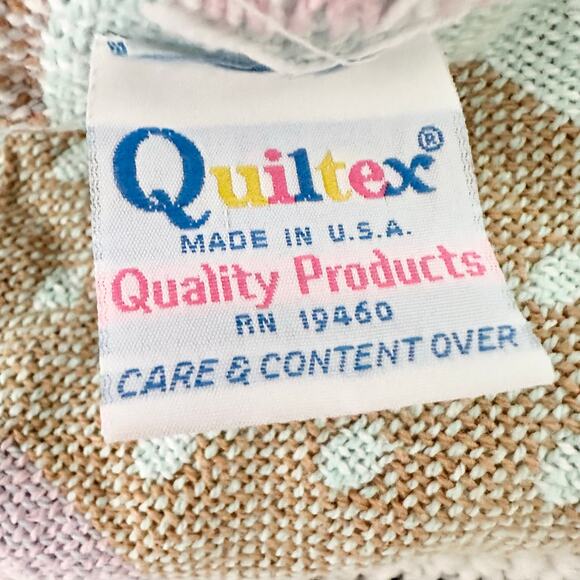 Quiltex®
MADE IN U.S.A.
Quality Products
RN 19460
CARE & CONTENT OVER